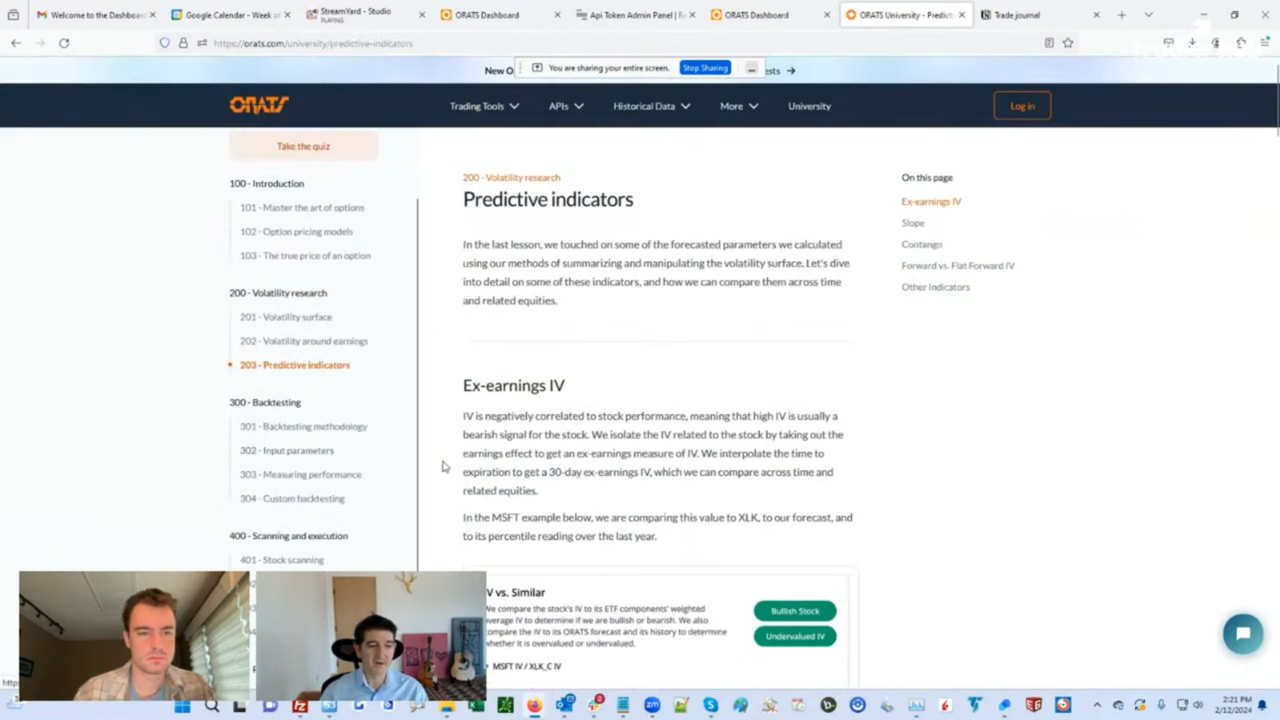 Welcome to the Dashboard
Google Calendar - Week of
StreamYard - Studio
PLAYING
ORATS Dashboard
Api Token Admin Panel |
ORATS Dashboard
ORATS University - Predict
Trade journal
https://orats.com/university/predictive-indicators
New O
You are sharing your entire screen.
Stop Sharing
ests →
ORATS
Trading Tools
APIs
Historical Data
More
University
Log in
Take the quiz
100 - Introduction
101 - Master the art of options
102 - Option pricing models
103 - The true price of an option
200 - Volatility research
201 - Volatility surface
202 - Volatility around earnings
203 - Predictive indicators
300 - Backtesting
301 - Backtesting methodology
302 - Input parameters
303 - Measuring performance
304 - Custom backtesting
400 - Scanning and execution
401 - Stock scanning
200 - Volatility research
Predictive indicators
In the last lesson, we touched on some of the forecasted parameters we calculated
using our methods of summarizing and manipulating the volatility surface. Let's dive
into detail on some of these indicators, and how we can compare them across time
and related equities.
Ex-earnings IV
IV is negatively correlated to stock performance, meaning that high IV is usually a
bearish signal for the stock. We isolate the IV related to the stock by taking out the
earnings effect to get an ex-earnings measure of IV. We interpolate the time to
expiration to get a 30-day ex-earnings IV, which we can compare across time and
related equities.
In the MSFT example below, we are comparing this value to XLK, to our forecast, and
to its percentile reading over the last year.
V vs. Similar
We compare the stock's IV to its ETF components' weighted
average IV to determine if we are bullish or bearish. We also
compare the IV to its ORATS forecast and its history to determine
whether it is overvalued or undervalued.
MSFT IV / XLK_C IV
Bullish Stock
Undervalued IV
On this page
Ex-earnings IV
Slope
Contango
Forward vs. Flat Forward IV
Other Indicators
2:21 PM
2/12/2024